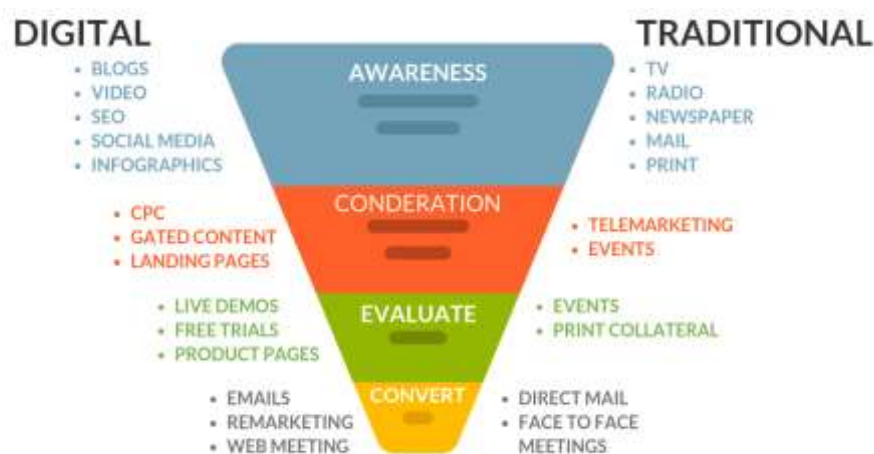 DIGITAL
TRADITIONAL
• BLOGS
• VIDEO
• SEO
• SOCIAL MEDIA
• INFOGRAPHICS
AWARENESS
• TV
• RADIO
• NEWSPAPER
• MAIL
• PRINT
• CPC
• GATED CONTENT
• LANDING PAGES
CONDERATION
• TELEMARKETING
• EVENTS
• LIVE DEMOS
• FREE TRIALS
• PRODUCT PAGES
EVALUATE
• EVENTS
• PRINT COLLATERAL
• EMAILS
• REMARKETING
• WEB MEETING
CONVERT
• DIRECT MAIL
• FACE TO FACE
MEETINGS